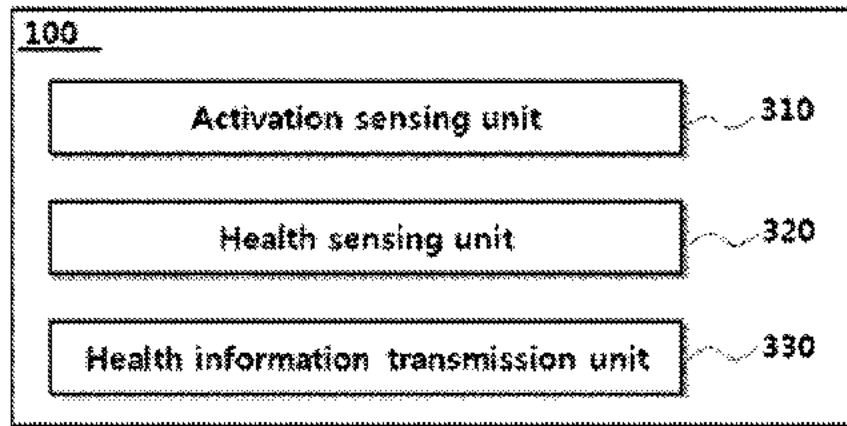 100
Activation sensing unit 310
Health sensing unit 320
Health information transmission unit 330